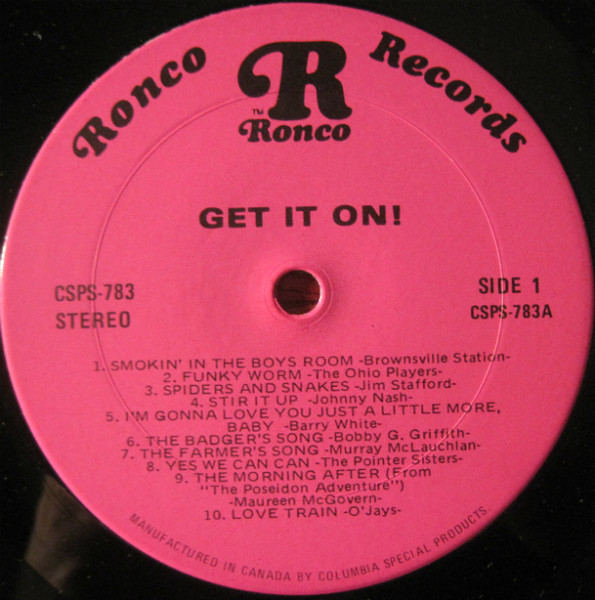 Ronco Records
R
TM
Ronco
GET IT ON!
CSPS-783
STEREO
SIDE 1
CSPS-783A
1. SMOKIN' IN THE BOYS ROOM -Brownsville Station-
2. FUNKY WORM -The Ohio Players-
3. SPIDERS AND SNAKES -Jim Stafford-
4. STIR IT UP -Johnny Nash-
5. I'M GONNA LOVE YOU JUST A LITTLE MORE,
BABY -Barry White-
6. THE BADGER'S SONG -Bobby G. Griffith-
7. THE FARMER'S SONG -Murray McLauchlan-
8. YES WE CAN CAN -The Pointer Sisters-
9. THE MORNING AFTER (From
"The Poseidon Adventure")
-Maureen McGovern-
10. LOVE TRAIN -O'Jays-
MANUFACTURED IN CANADA BY COLUMBIA SPECIAL PRODUCTS.